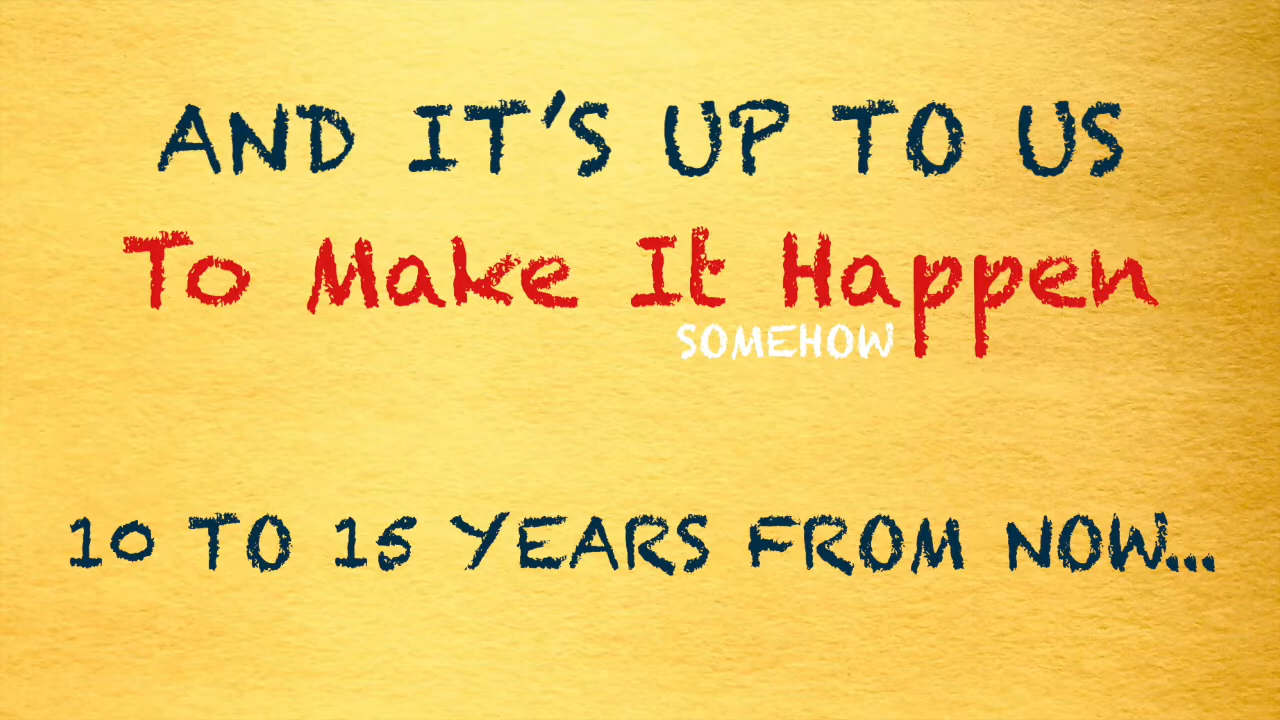 AND IT'S UP TO US
To Make It Happen
SOMEHOW
10 TO 15 YEARS FROM NOW...